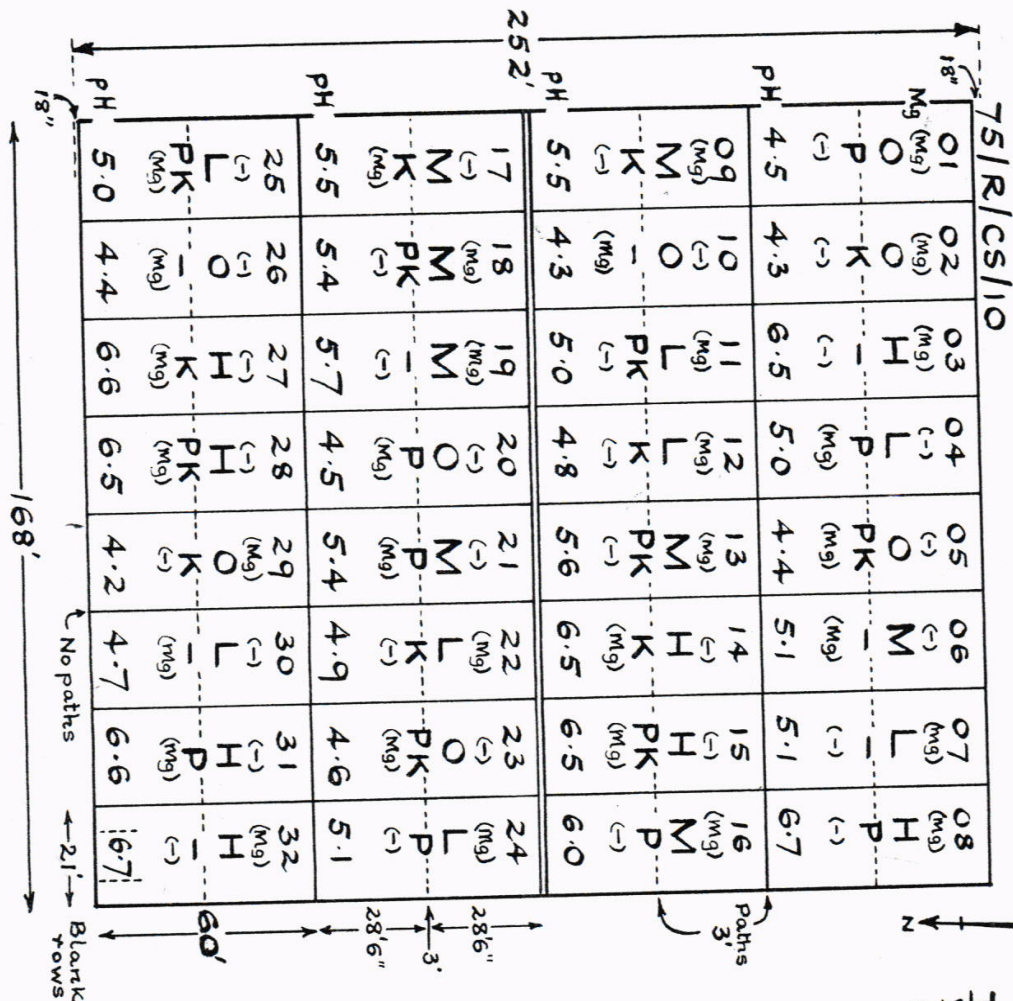 75/R/CS/10
18"
252'
01 02 03 04 05 06 07 08
Mg (Mg) (Mg) (Mg) (-) (-) (-) (Mg) (Mg)
O O H L O M L H
P K - P PK - - P
(-) (-) (-) (Mg) (Mg) (Mg) (-) (-)
pH 4.5 4.3 6.5 5.0 4.4 5.1 5.1 6.7
09 10 11 12 13 14 15 16
(Mg) (-) (Mg) (Mg) (Mg) (-) (-) (Mg)
M O L L M H H M
K - PK K PK K PK P
(-) (Mg) (-) (-) (-) (Mg) (Mg) (-)
pH 5.5 4.3 5.0 4.8 5.6 6.5 6.5 6.0
17 18 19 20 21 22 23 24
(-) (Mg) (Mg) (-) (-) (Mg) (-) (Mg)
M M M O M L O L
K PK - P P K PK P
(Mg) (-) (-) (Mg) (Mg) (-) (Mg) (-)
pH 5.5 5.4 5.7 4.5 5.4 4.9 4.6 5.1
25 26 27 28 29 30 31 32
(-) (-) (-) (-) (Mg) (-) (-) (Mg)
L O H H O L H H
PK - K PK K - P -
(Mg) (Mg) (Mg) (Mg) (-) (Mg) (Mg) (-)
pH 5.0 4.4 6.6 6.5 4.2 4.7 6.6 6.7
z
Paths
3'
28'6"
3'
28'6"
60'
18"
No paths
21'
Blank
rows
168'